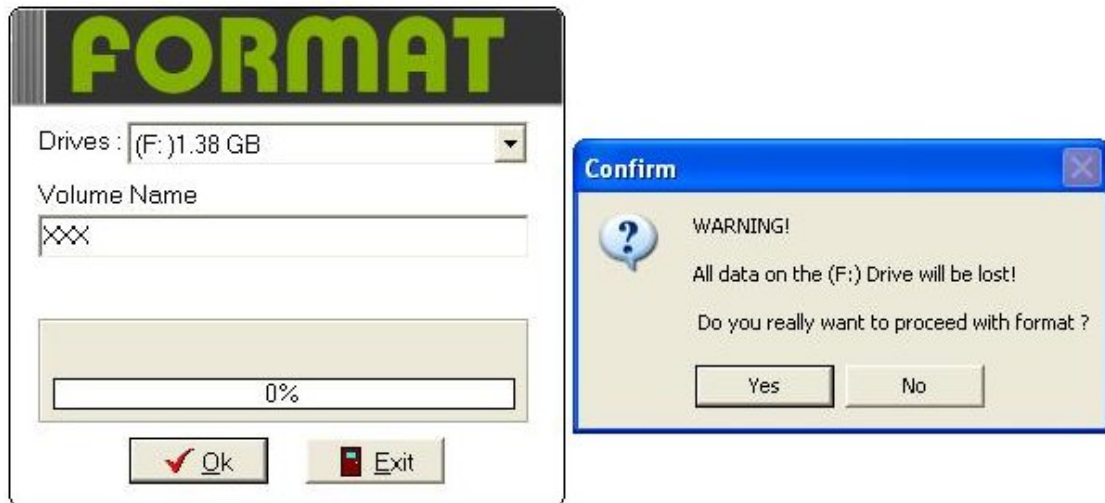 FORMAT
Drives : (F: )1.38 GB
Volume Name
XXX
0%
Ok
Exit
Confirm
WARNING!
All data on the (F:) Drive will be lost!
Do you really want to proceed with format ?
Yes
No